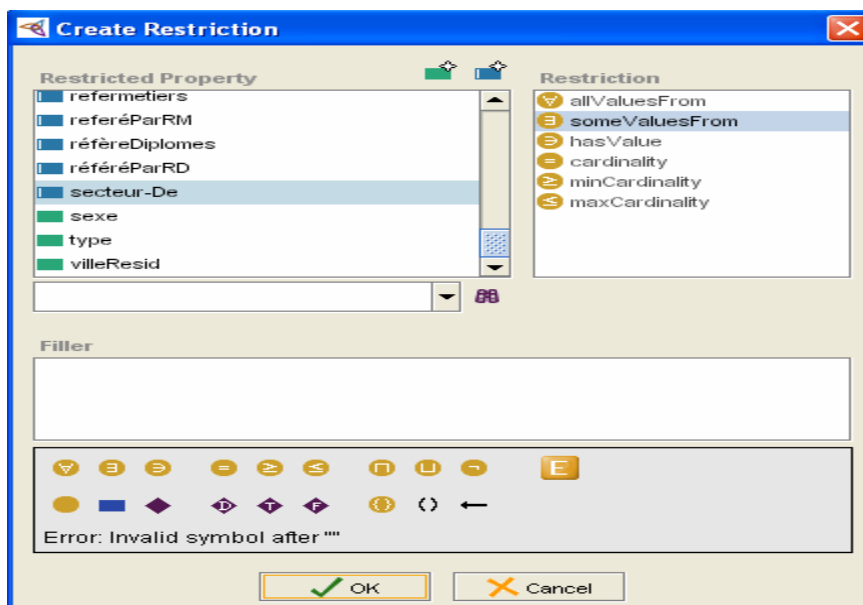 Create Restriction
Restricted Property
refermetiers
referéParRM
réfèreDiplomes
référéParRD
secteur-De
sexe
type
villeResid
Restriction
allValuesFrom
someValuesFrom
hasValue
cardinality
minCardinality
maxCardinality
Filler
E
D T F
{} ()
Error: Invalid symbol after ""
OK Cancel